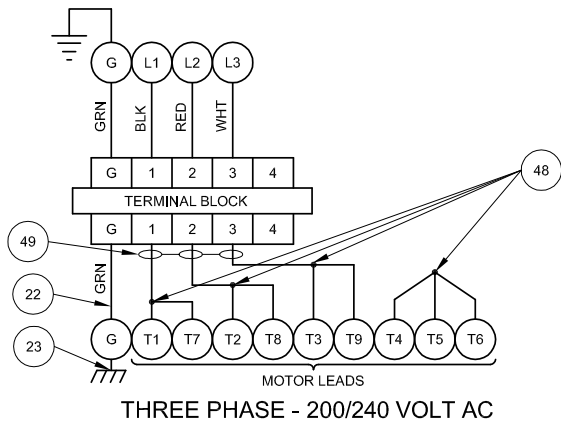 G L1 L2 L3
GRN BLK RED WHT
G 1 2 3 4
TERMINAL BLOCK
G 1 2 3 4
48
49
GRN
22
23
G T1 T7 T2 T8 T3 T9 T4 T5 T6
MOTOR LEADS
THREE PHASE - 200/240 VOLT AC